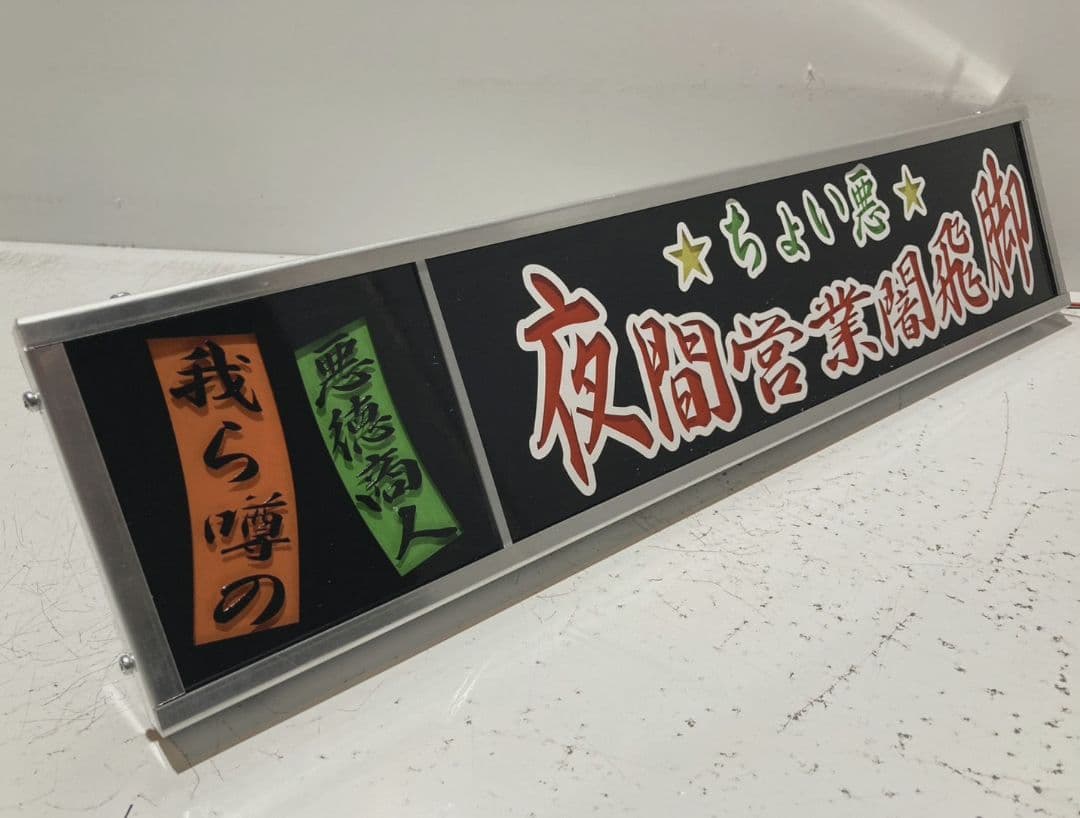 我ら噂の
悪徳商人
★ちょい悪★
夜間営業闇飛脚